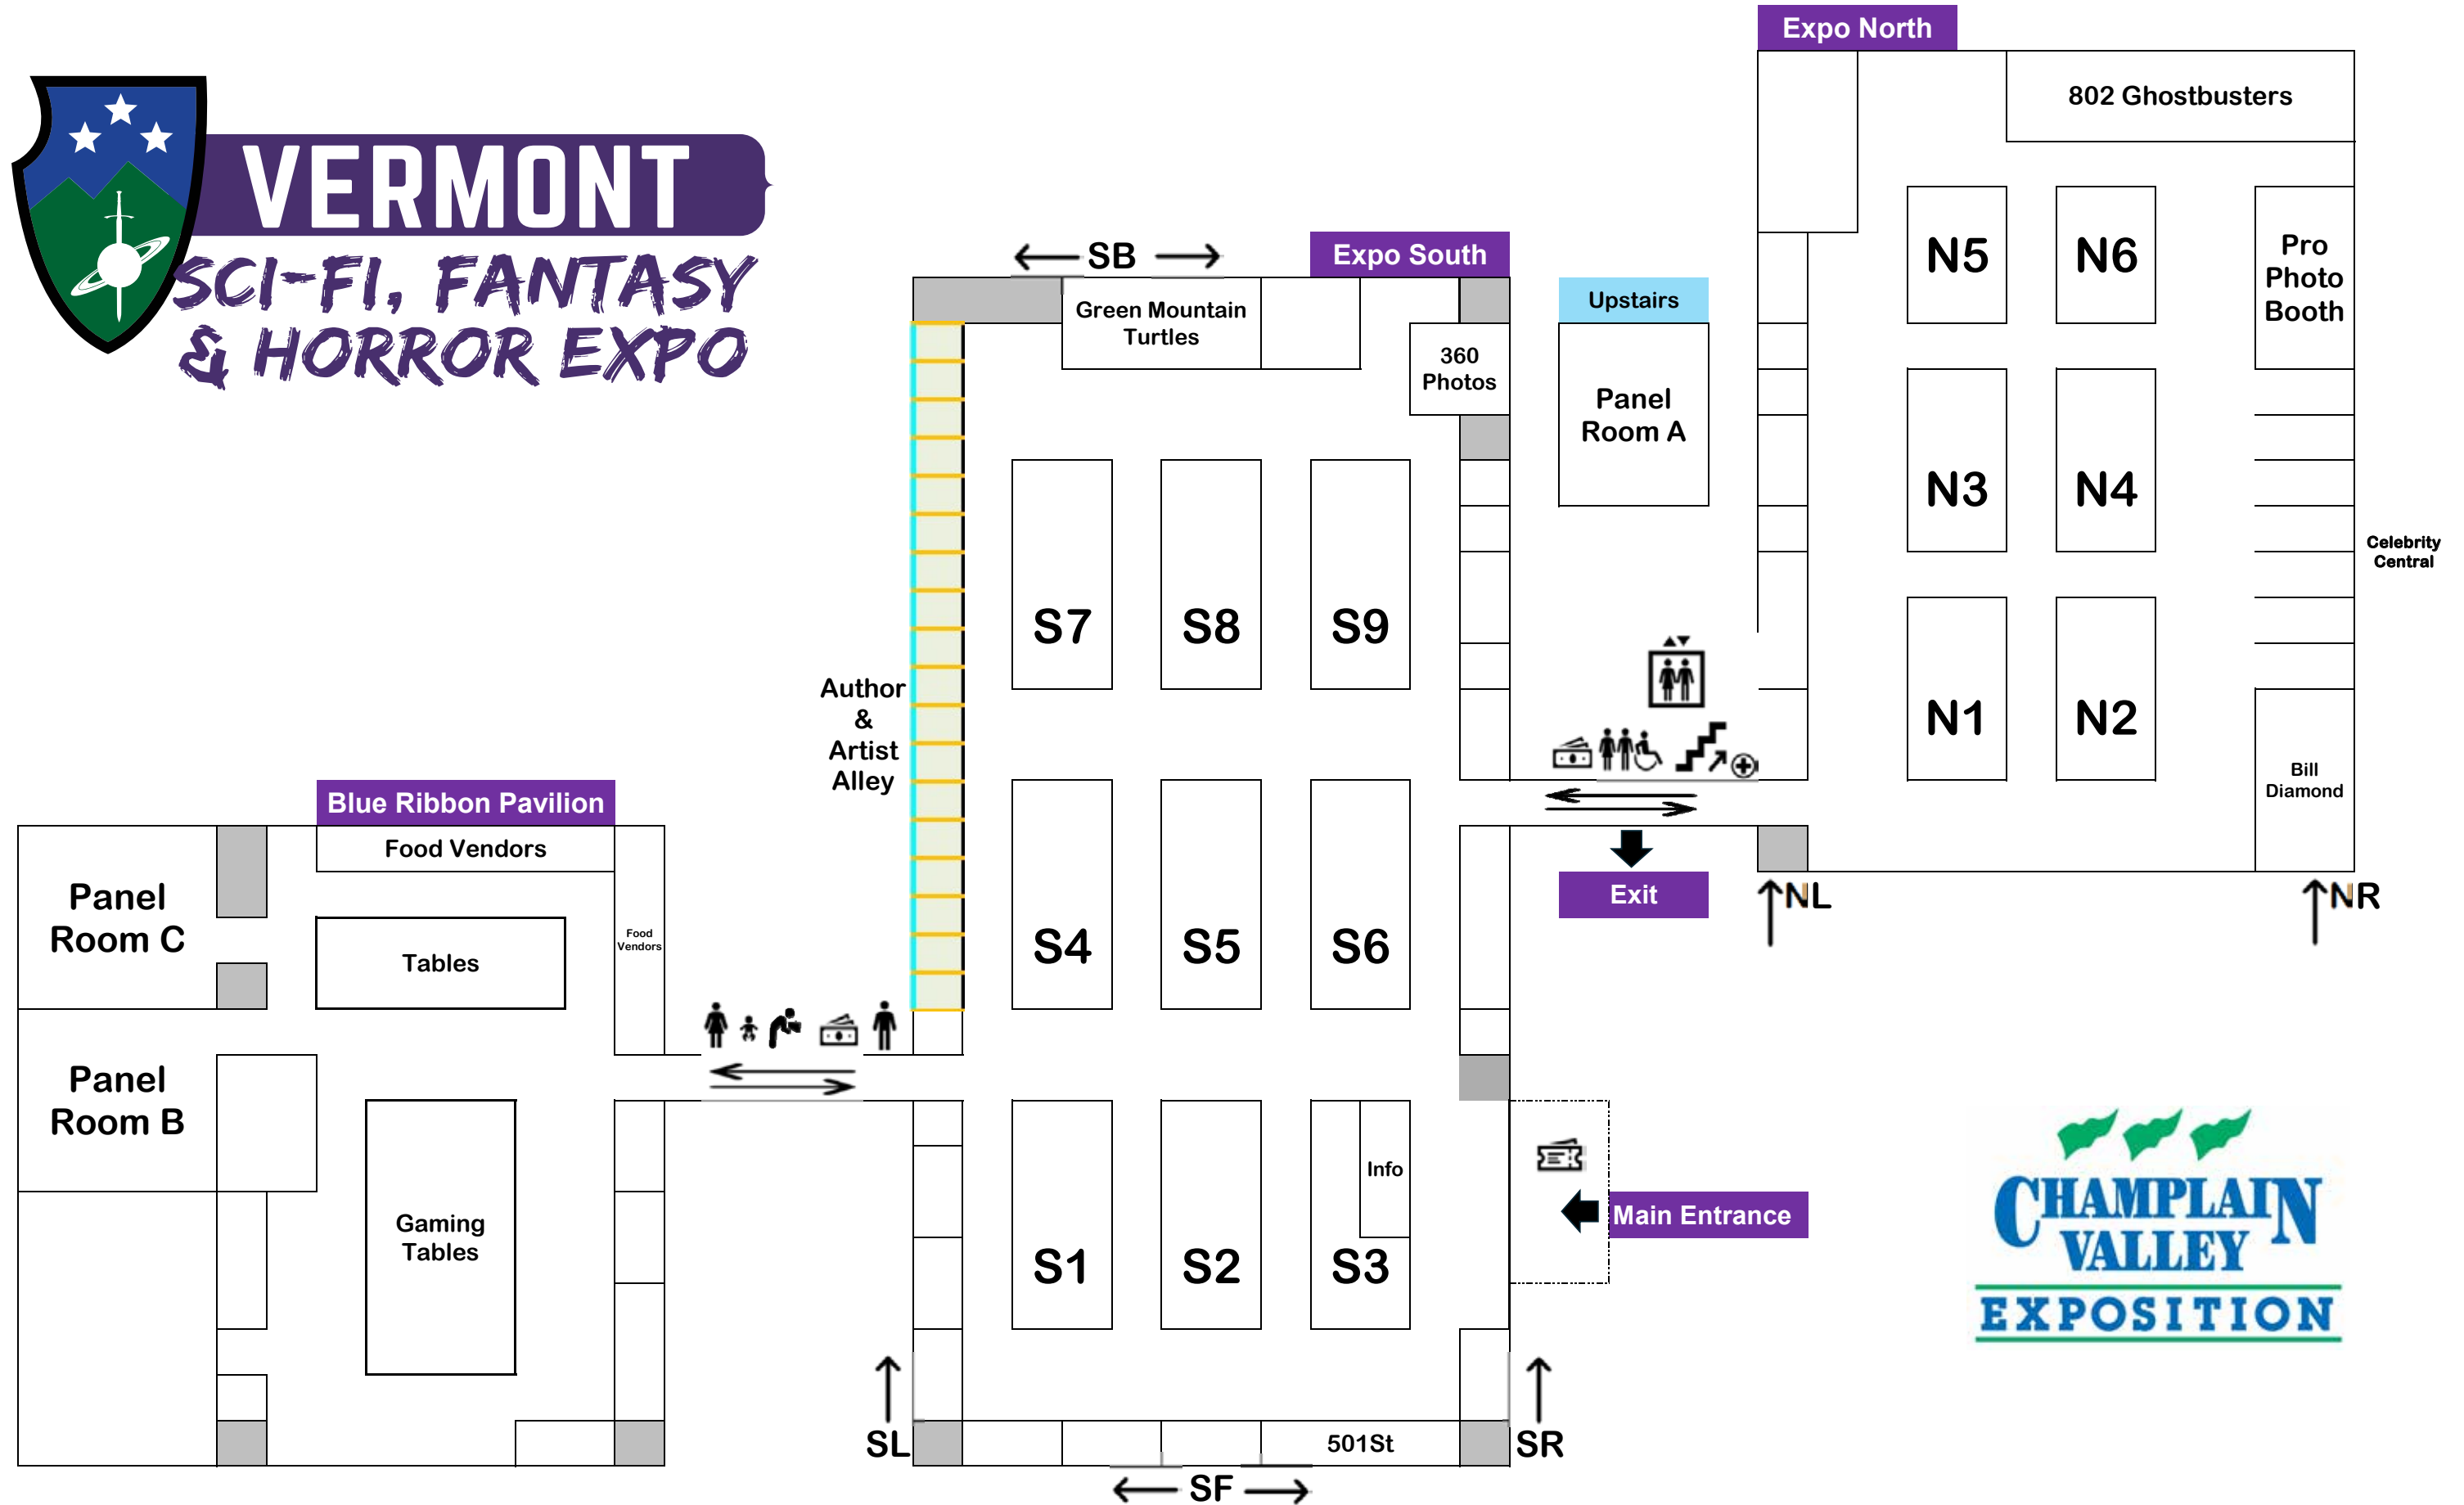 VERMONT
SCI-FI, FANTASY
& HORROR EXPO
Expo North
802 Ghostbusters
N5
N6
Pro
Photo
Booth
N3
N4
Celebrity
Central
N1
N2
Bill
Diamond
NL
NR
SB
Expo South
Green Mountain
Turtles
360
Photos
Upstairs
Panel
Room A
S7
S8
S9
Author
&
Artist
Alley
S4
S5
S6
Exit
Blue Ribbon Pavilion
Food Vendors
Panel
Room C
Tables
Food
Vendors
Panel
Room B
Gaming
Tables
S1
S2
Info
S3
Main Entrance
SL
501St
SR
SF
CHAMPLAIN
VALLEY
EXPOSITION